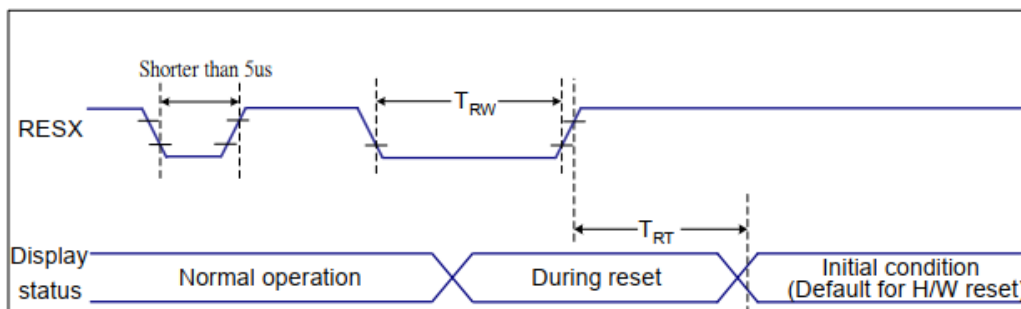 Shorter than 5us
TRW
RESX
TRT
Display
status
Normal operation
During reset
Initial condition
(Default for H/W reset)